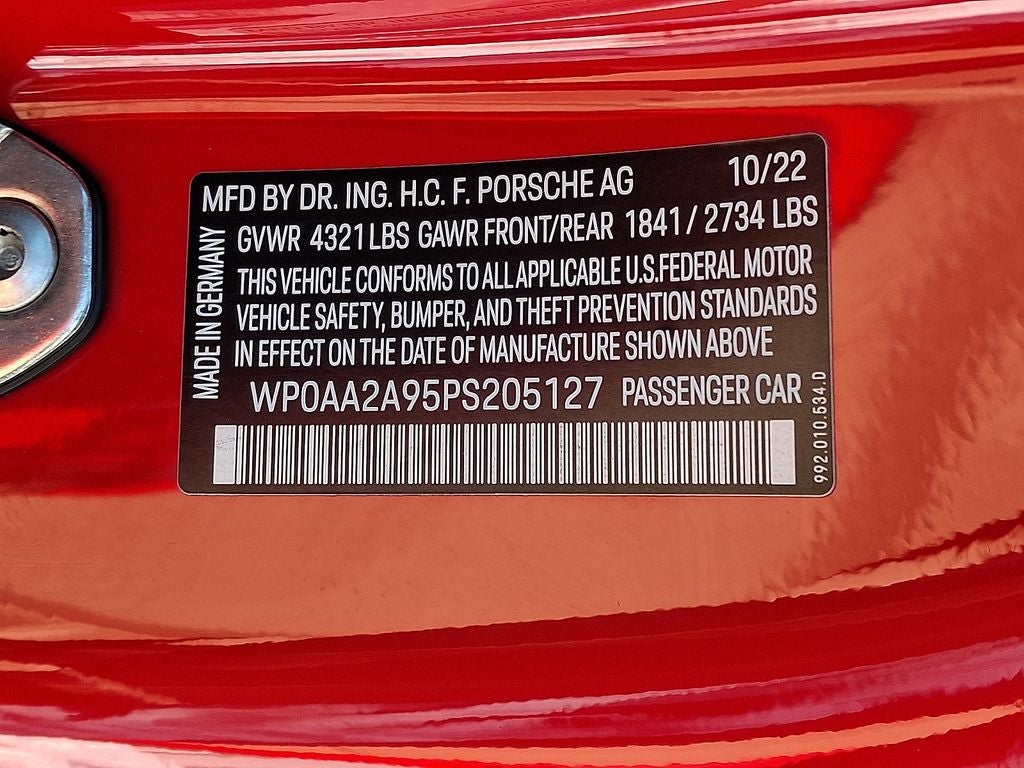 MFD BY DR. ING. H.C. F. PORSCHE AG 10/22
GVWR 4321 LBS GAWR FRONT/REAR 1841 / 2734 LBS
THIS VEHICLE CONFORMS TO ALL APPLICABLE U.S.FEDERAL MOTOR
VEHICLE SAFETY, BUMPER, AND THEFT PREVENTION STANDARDS
IN EFFECT ON THE DATE OF MANUFACTURE SHOWN ABOVE
WP0AA2A95PS205127 PASSENGER CAR
MADE IN GERMANY
992.010.534.D